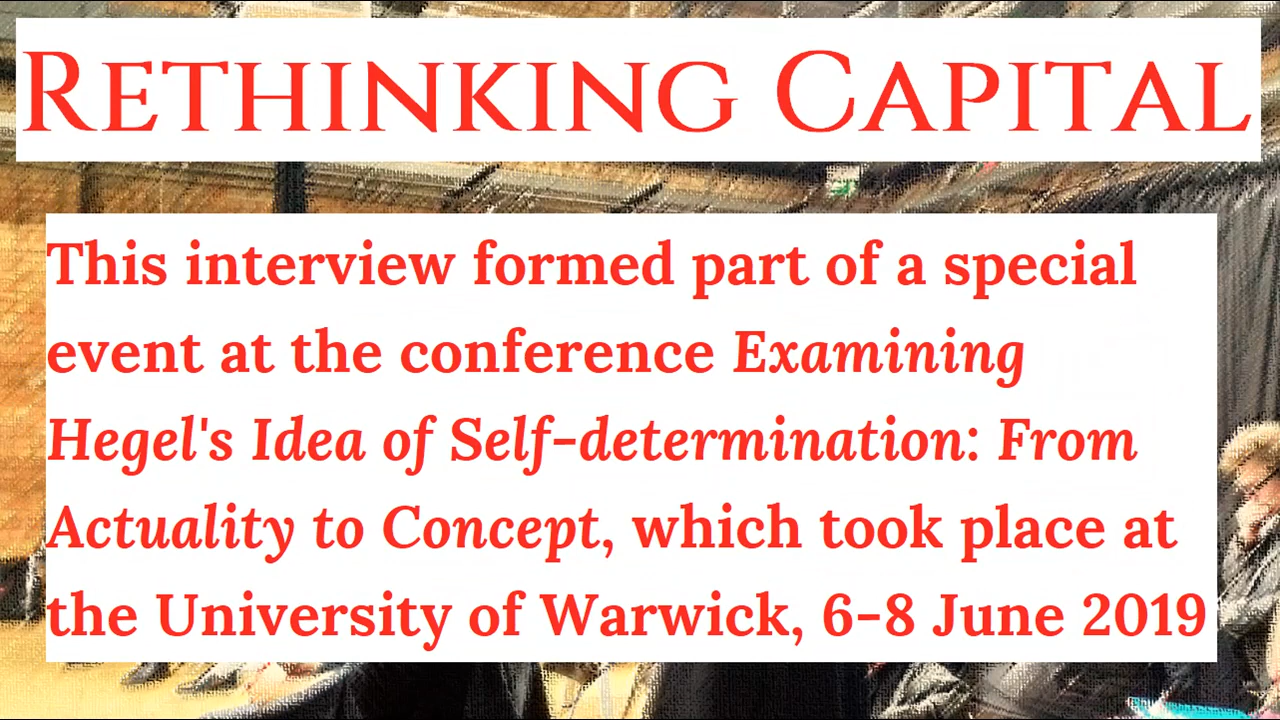 RETHINKING CAPITAL
This interview formed part of a special
event at the conference Examining
Hegel's Idea of Self-determination: From
Actuality to Concept, which took place at
the University of Warwick, 6-8 June 2019